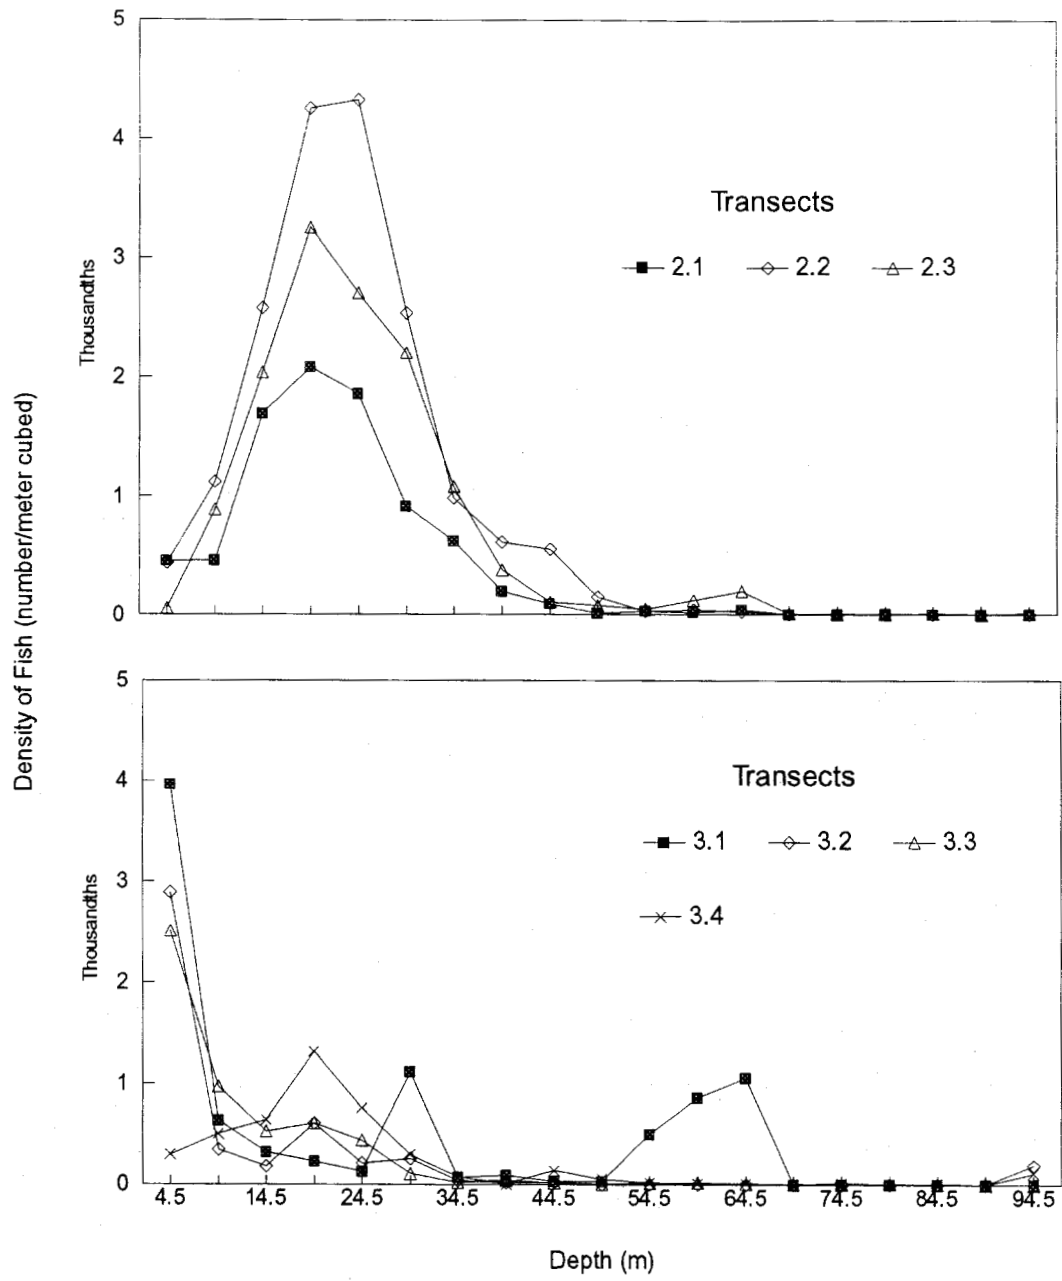 5
4
3
2
1
0
Thousandths
Transects
2.1 2.2 2.3
Density of Fish (number/meter cubed)
5
4
3
2
1
0
Thousandths
Transects
3.1 3.2 3.3
3.4
4.5 14.5 24.5 34.5 44.5 54.5 64.5 74.5 84.5 94.5
Depth (m)